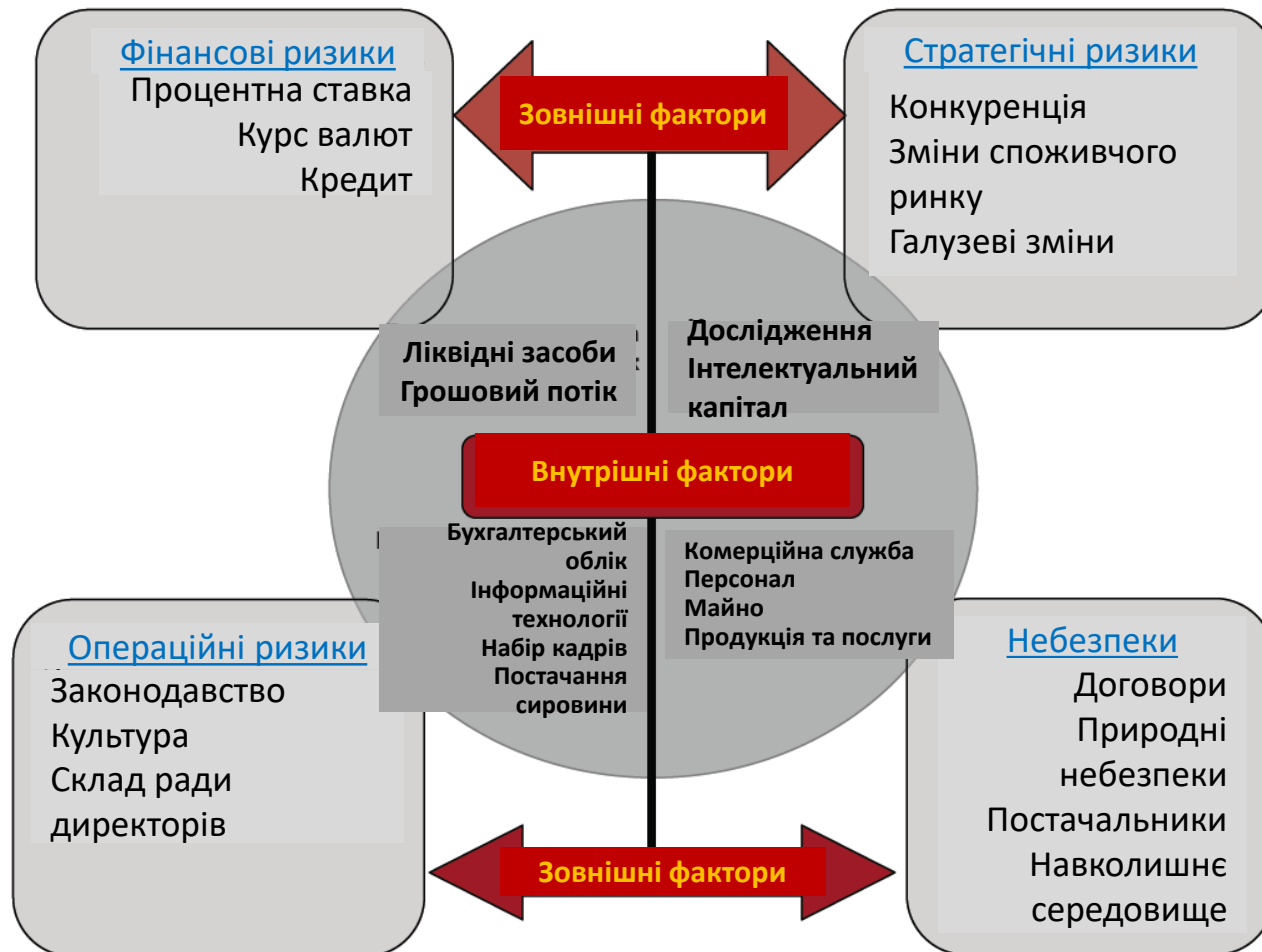 Фінансові ризики
Процентна ставка
Курс валют
Кредит
Зовнішні фактори
Стратегічні ризики
Конкуренція
Зміни споживчого
ринку
Галузеві зміни
Ліквідні засоби
Грошовий потік
Дослідження
Інтелектуальний
капітал
Внутрішні фактори
Бухгалтерський
облік
Інформаційні
технології
Набір кадрів
Постачання
сировини
Комерційна служба
Персонал
Майно
Продукція та послуги
Операційні ризики
Законодавство
Культура
Склад ради
директорів
Зовнішні фактори
Небезпеки
Договори
Природні
небезпеки
Постачальники
Навколишнє
середовище